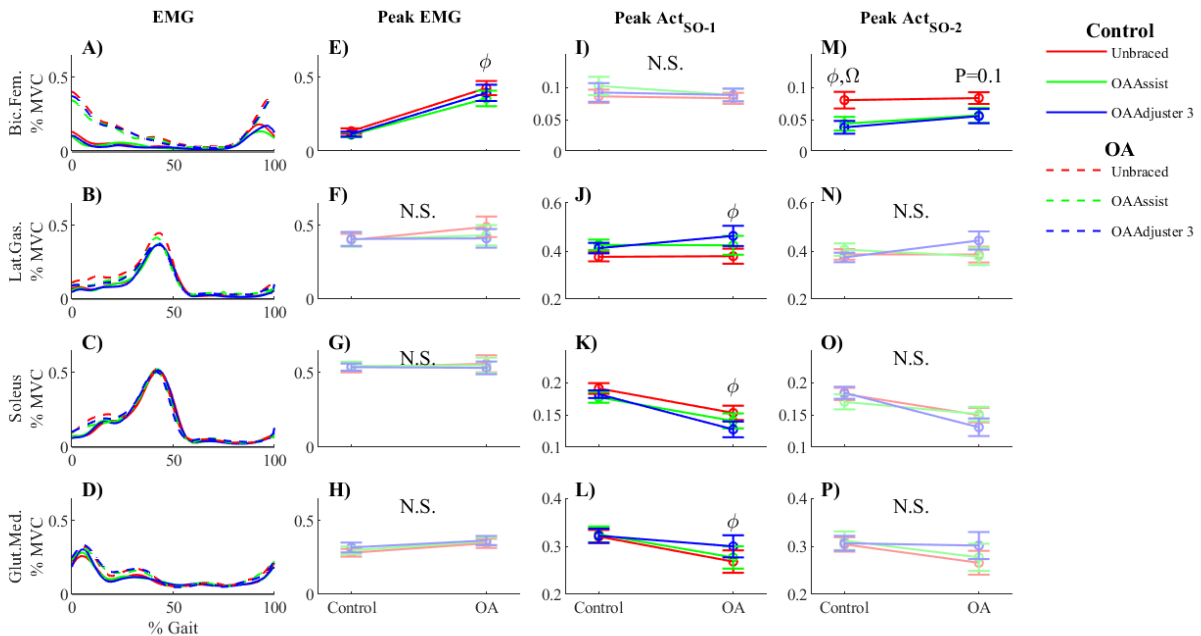 EMG
Peak EMG
Peak Act SO-1
Peak Act SO-2
Control
Unbraced
OAAssist
OAAdjuster 3
OA
Unbraced
OAAssist
OAAdjuster 3
Bic.Fem.
% MVC
A)
0.5
0
0 50 100
E)
ϕ
0.5
0
I)
N.S.
0.1
0.05
0
M)
ϕ,Ω
P=0.1
0.1
0.05
0
Lat.Gas.
% MVC
B)
0.5
0
0 50 100
F)
N.S.
0.5
0
J)
ϕ
0.6
0.4
0.2
N)
N.S.
0.6
0.4
0.2
Soleus
% MVC
C)
0.5
0
0 50 100
G)
N.S.
0.5
0
K)
ϕ
0.2
0.15
0.1
O)
N.S.
0.2
0.15
0.1
Glut.Med.
% MVC
D)
0.5
0
0 50 100
% Gait
H)
N.S.
0.5
0
Control OA
L)
ϕ
0.4
0.3
0.2
Control OA
P)
N.S.
0.4
0.3
0.2
Control OA